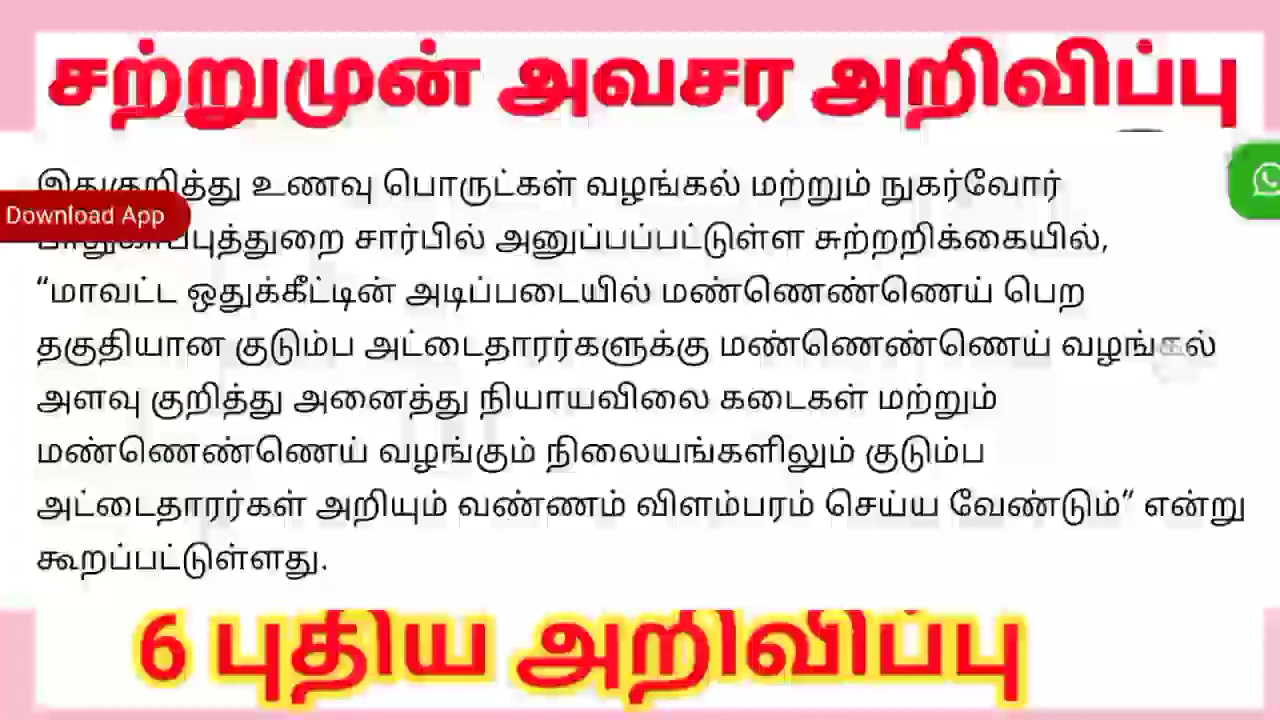 சற்றுமுன் அவசர அறிவிப்பு
இதுகுறித்து உணவு பொருட்கள் வழங்கல் மற்றும் நுகர்வோர்
Download App
பாதுகாப்புத்துறை சார்பில் அனுப்பப்பட்டுள்ள சுற்றறிக்கையில்,
“மாவட்ட ஒதுக்கீட்டின் அடிப்படையில் மண்ணெண்ணெய் பெற
தகுதியான குடும்ப அட்டைதாரர்களுக்கு மண்ணெண்ணெய் வழங்கல்
அளவு குறித்து அனைத்து நியாயவிலை கடைகள் மற்றும்
மண்ணெண்ணெய் வழங்கும் நிலையங்களிலும் குடும்ப
அட்டைதாரர்கள் அறியும் வண்ணம் விளம்பரம் செய்ய வேண்டும்” என்று
கூறப்பட்டுள்ளது.
6 புதிய அறிவிப்பு